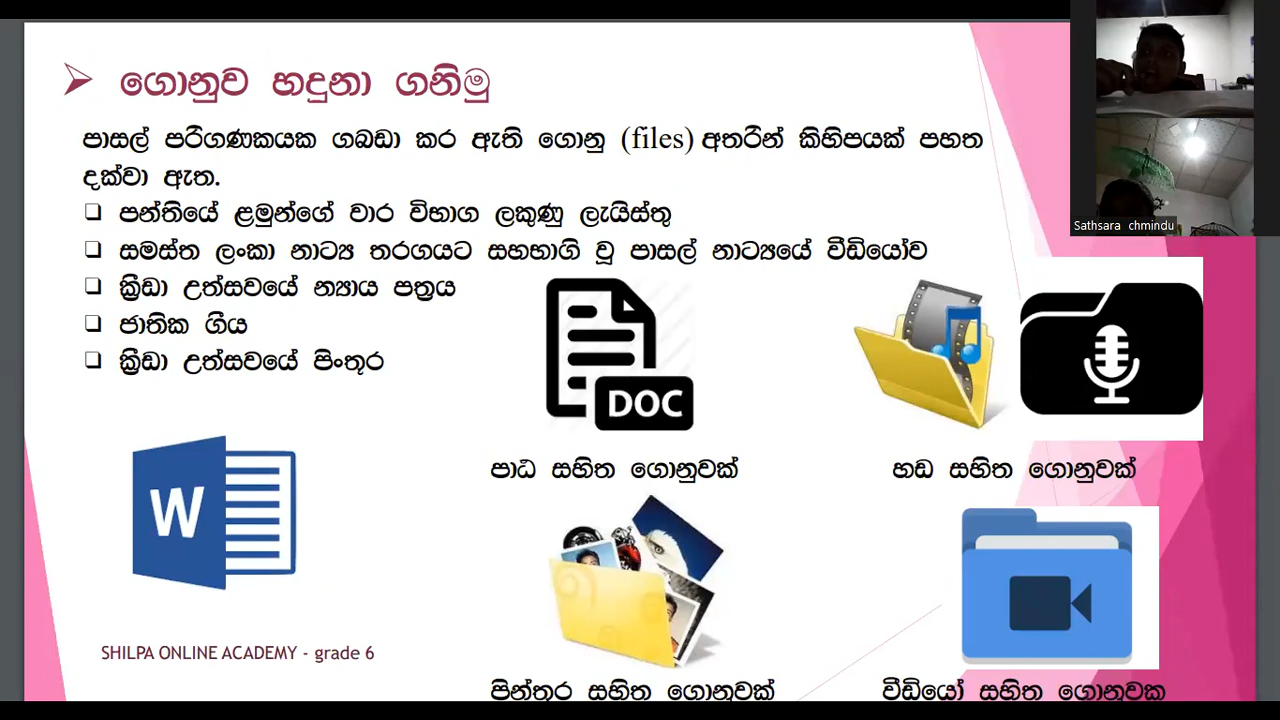 ගොනුව හදුනා ගනිමු
පාසල් පරිගණකයක ගබඩා කර ඇති ගොනු (files) අතරින් කිහිපයක් පහත
දක්වා ඇත.
පන්තියේ ළමුන්ගේ වාර විභාග ලකුණු ලැයිස්තු
සමස්ත ලංකා නාට්‍ය තරගයට සහභාගි වූ පාසල් නාට්‍යයේ වීඩියෝව
ක්‍රීඩා උත්සවයේ න්‍යාය පත්‍රය
ජාතික ගීය
ක්‍රීඩා උත්සවයේ පිංතූර
DOC
W
පාඨ සහිත ගොනුවක්
හඩ සහිත ගොනුවක්
පින්තූර සහිත ගොනුවක්
වීඩියෝ සහිත ගොනුවක
SHILPA ONLINE ACADEMY - grade 6
Sathsara chmindu